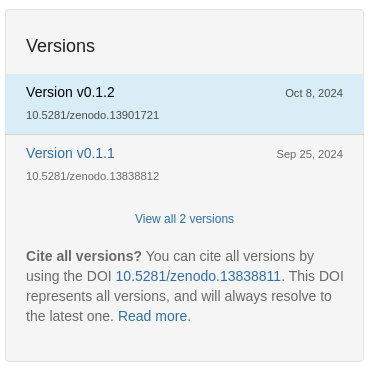 Versions
Version v0.1.2 Oct 8, 2024
10.5281/zenodo.13901721
Version v0.1.1 Sep 25, 2024
10.5281/zenodo.13838812
View all 2 versions
Cite all versions? You can cite all versions by
using the DOI 10.5281/zenodo.13838811. This DOI
represents all versions, and will always resolve to
the latest one. Read more.